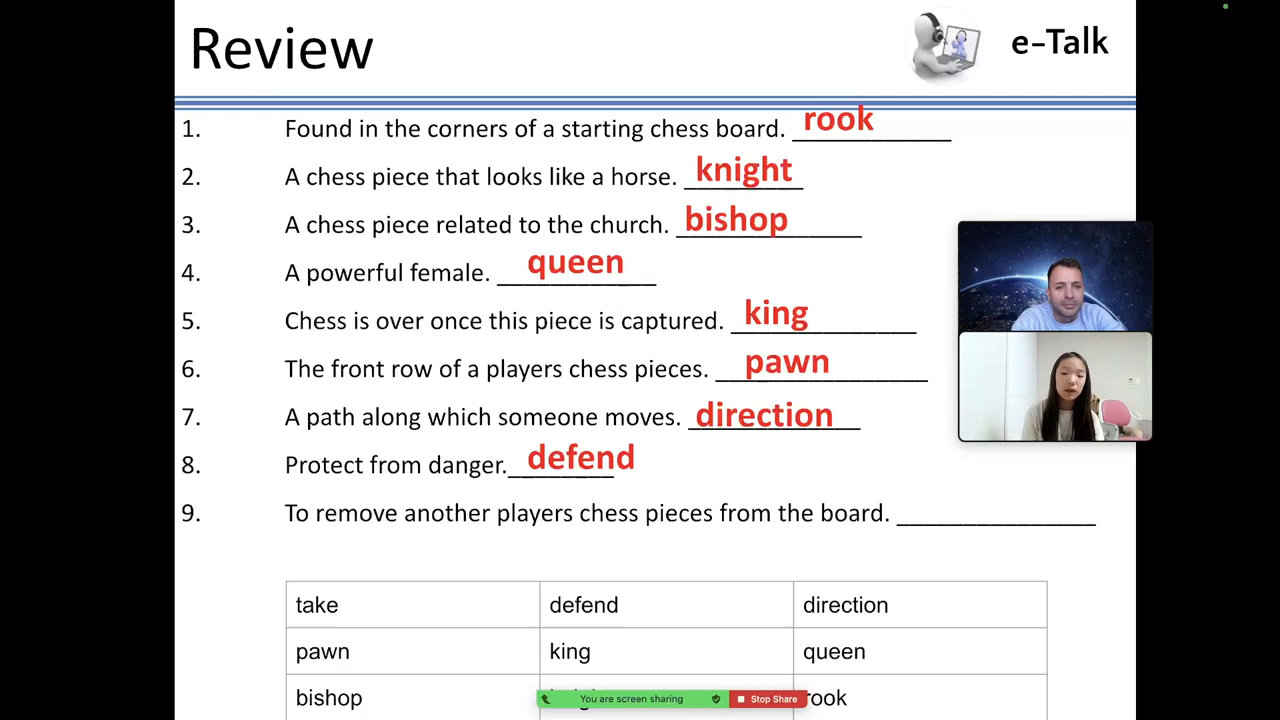 Review
e-Talk
1. Found in the corners of a starting chess board. rook
2. A chess piece that looks like a horse. knight
3. A chess piece related to the church. bishop
4. A powerful female. queen
5. Chess is over once this piece is captured. king
6. The front row of a players chess pieces. pawn
7. A path along which someone moves. direction
8. Protect from danger. defend
9. To remove another players chess pieces from the board. _______________
take defend direction
pawn king queen
bishop rook
You are screen sharing Stop Share